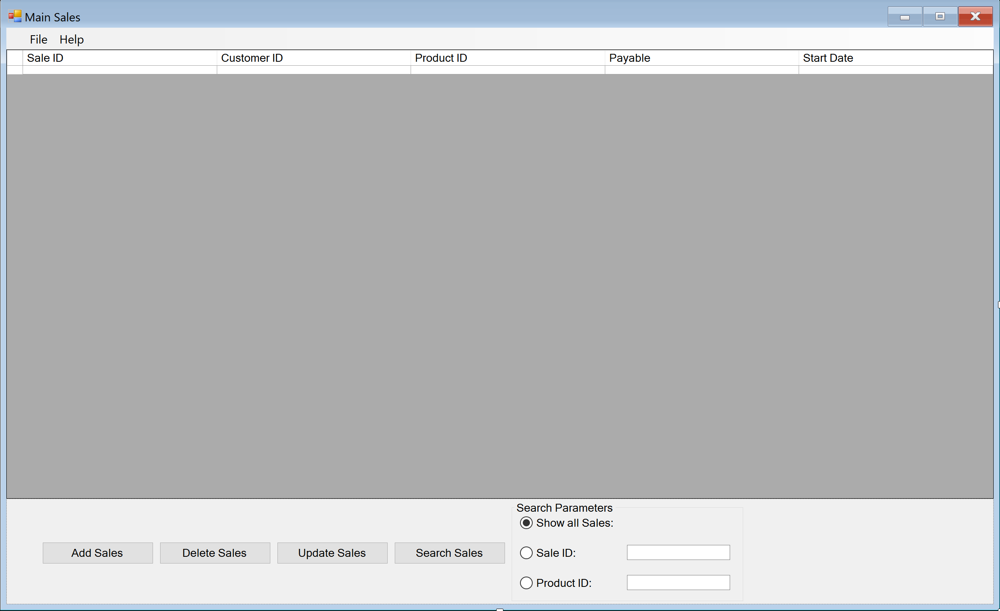 Main Sales
File Help
Sale ID Customer ID Product ID Payable Start Date
Search Parameters
Show all Sales:
Add Sales Delete Sales Update Sales Search Sales Sale ID:
Product ID: